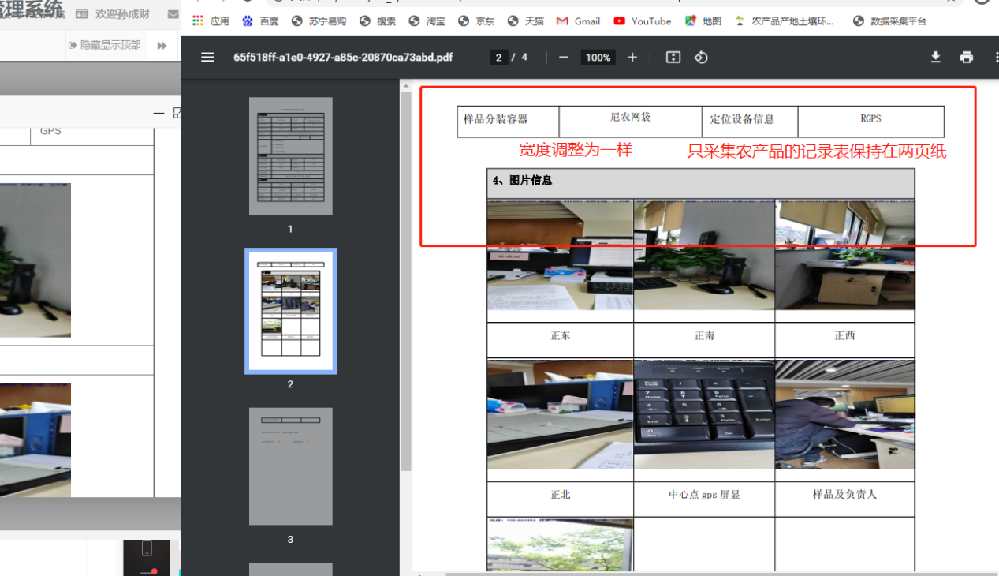 管理系统
欢迎孙成财
应用 百度 苏宁易购 搜索 淘宝 京东 天猫 Gmail YouTube 地图 农产品产地土壤环... 数据采集平台
隐藏显示顶部
65f518ff-a1e0-4927-a85c-20870ca73abd.pdf 2 / 4 100%
GPS
样品分装容器 尼农网袋 定位设备信息 RGPS
宽度调整为一样 只采集农产品的记录表保持在两页纸
4、图片信息
1
正东 正南 正西
2
正北 中心点 gps 屏显 样品及负责人
3